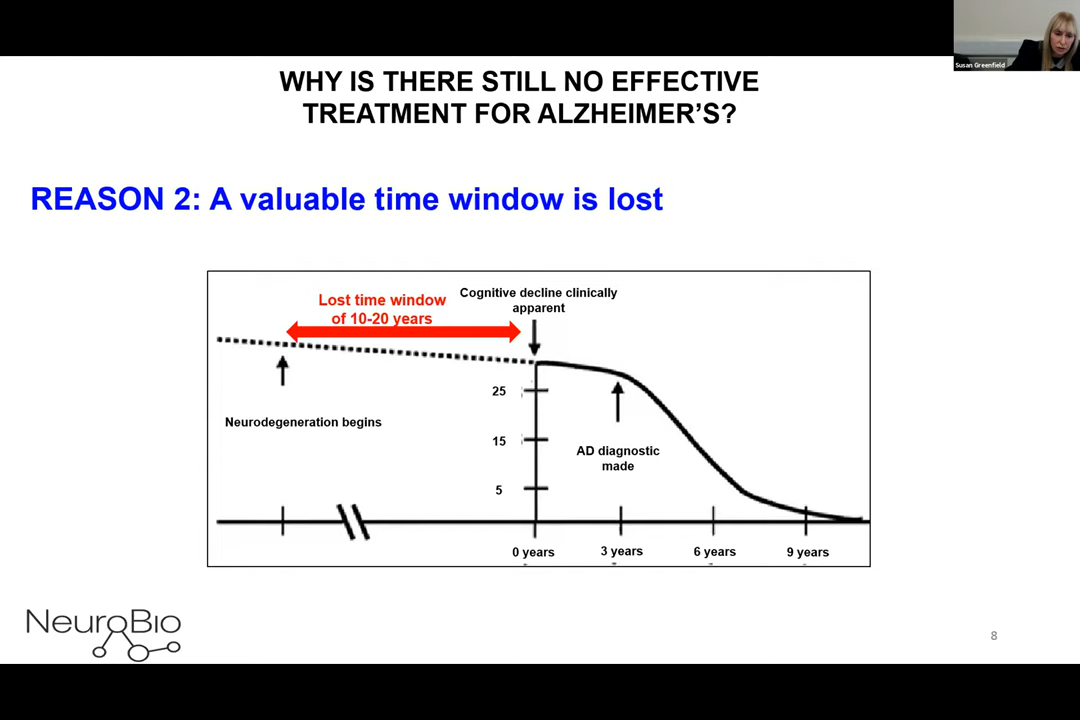 Susan Greenfield
WHY IS THERE STILL NO EFFECTIVE
TREATMENT FOR ALZHEIMER'S?
REASON 2: A valuable time window is lost
Lost time window
of 10-20 years
Cognitive decline clinically
apparent
Neurodegeneration begins
25
15
5
AD diagnostic
made
0 years
3 years
6 years
9 years
NEUROBIO
8